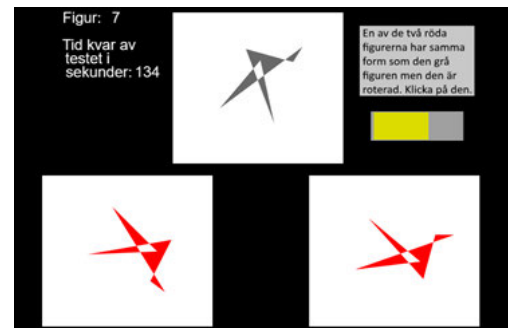 Figur: 7
Tid kvar av
testet i
sekunder: 134
En av de två röda
figurerna har samma
form som den grå
figuren men den är
roterad. Klicka på den.